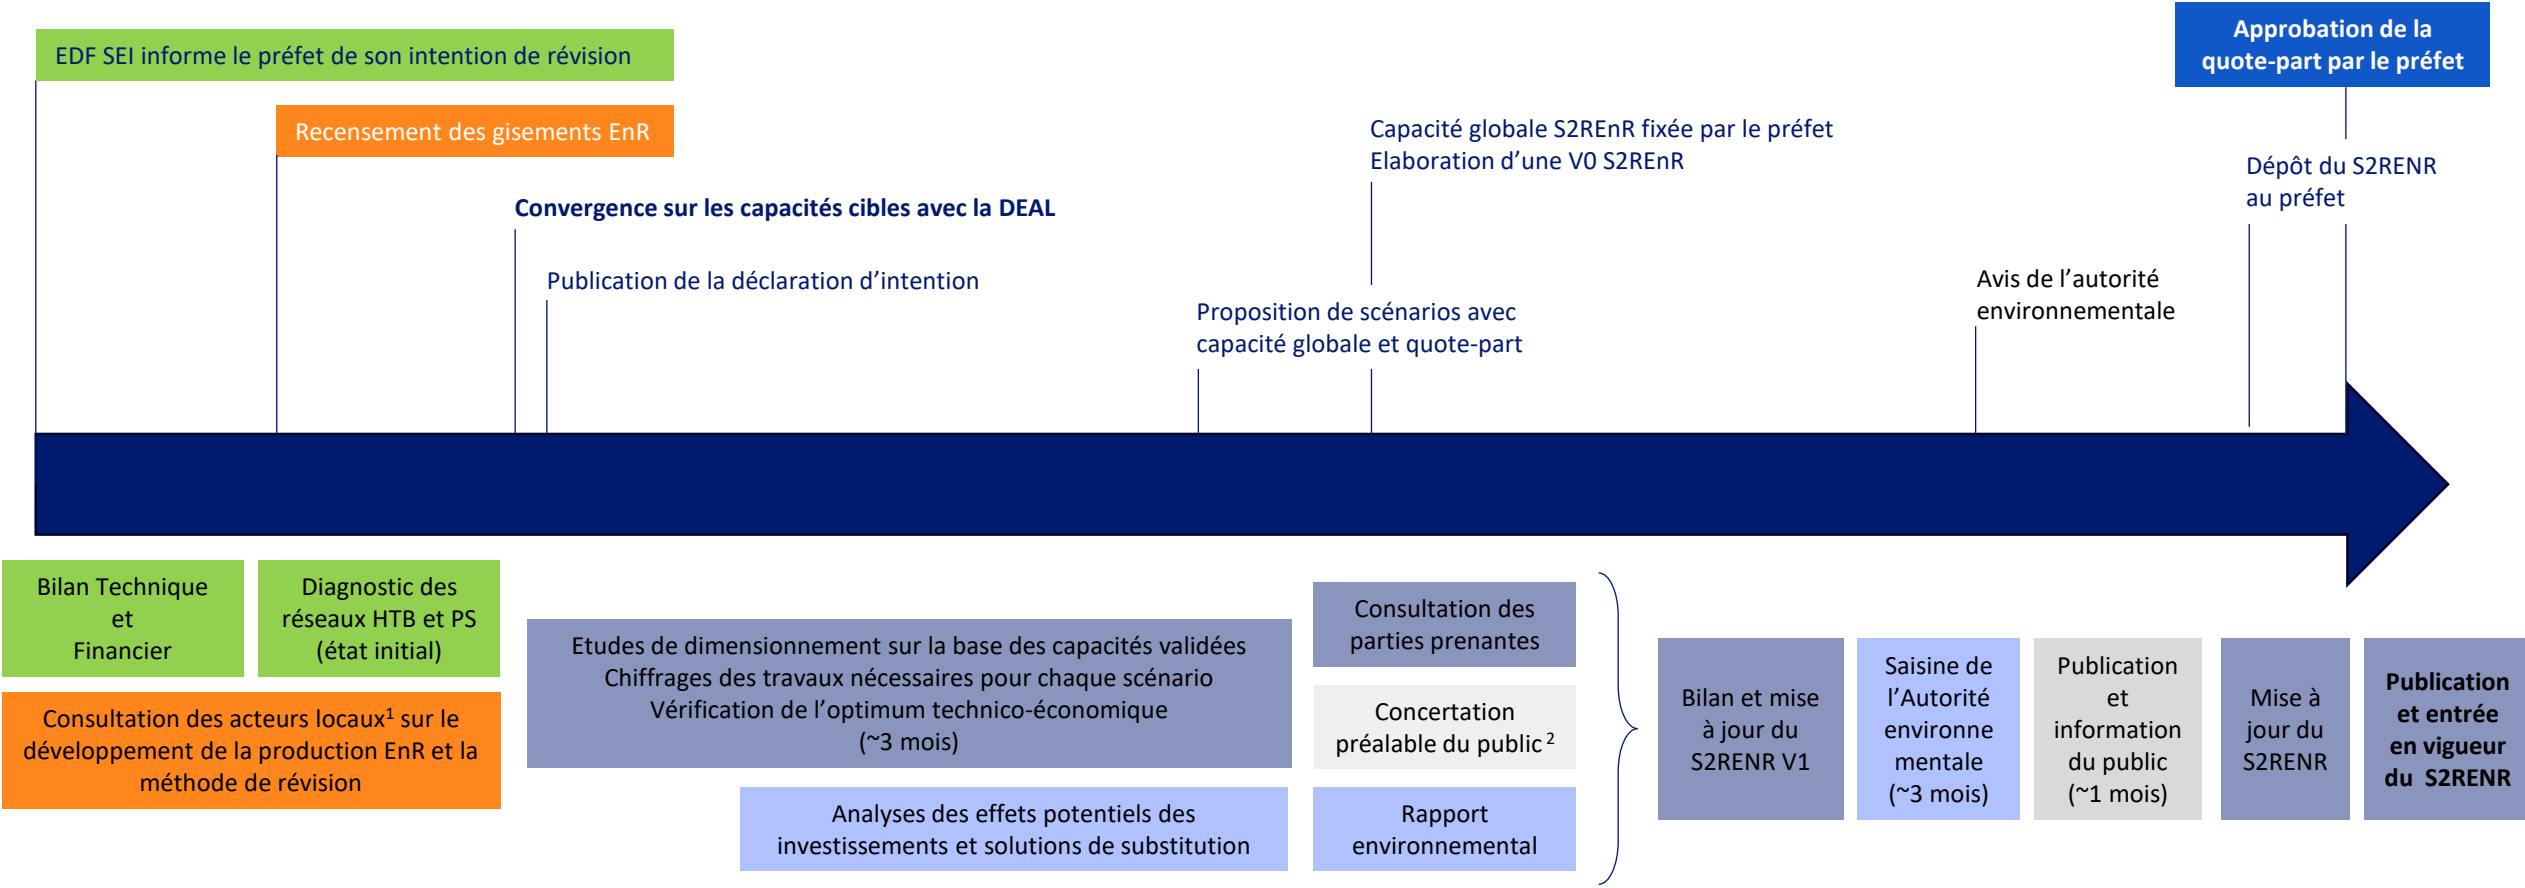 EDF SEI informe le préfet de son intention de révision
Recensement des gisements EnR
Convergence sur les capacités cibles avec la DEAL
Publication de la déclaration d’intention
Capacité globale S2REnR fixée par le préfet
Elaboration d’une V0 S2REnR
Proposition de scénarios avec
capacité globale et quote-part
Avis de l’autorité
environnementale
Approbation de la
quote-part par le préfet
Dépôt du S2RENR
au préfet
Bilan Technique
et
Financier
Diagnostic des
réseaux HTB et PS
(état initial)
Consultation des acteurs locaux¹ sur le
développement de la production EnR et la
méthode de révision
Etudes de dimensionnement sur la base des capacités validées
Chiffrages des travaux nécessaires pour chaque scénario
Vérification de l’optimum technico-économique
(~3 mois)
Analyses des effets potentiels des
investissements et solutions de substitution
Consultation des
parties prenantes
Concertation
préalable du public ²
Rapport
environnemental
Bilan et mise
à jour du
S2RENR V1
Saisine de
l’Autorité
environne
mentale
(~3 mois)
Publication
et
information
du public
(~1 mois)
Mise à
jour du
S2RENR
Publication
et entrée
en vigueur
du S2RENR